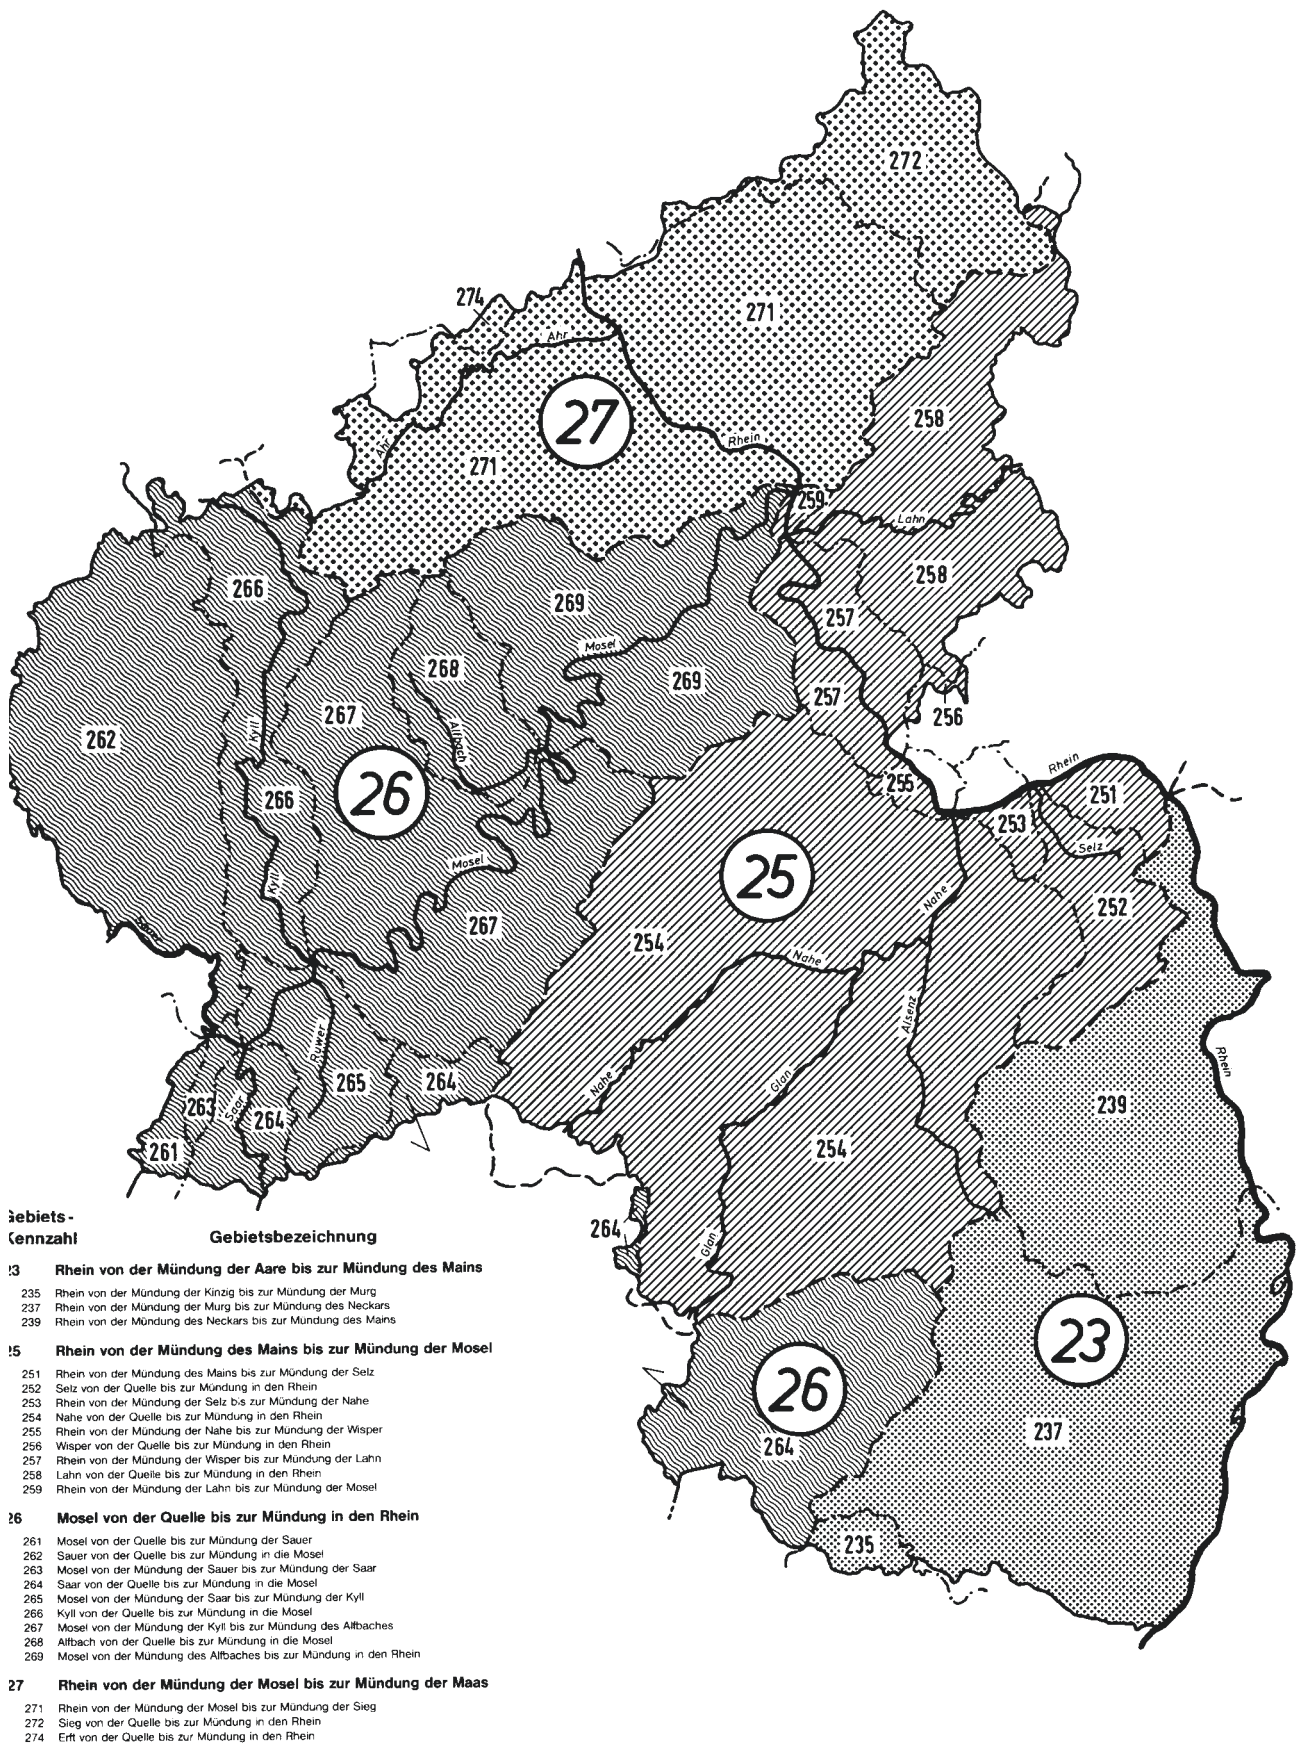 272
274
271
Ahr
27
258
Ahr
271
Rhein
259
Lahn
266
269
258
257
Mosel
268
269
257
267
256
262
Kyll
Alfbach
Rhein
26
255
251
266
253
Selz
25
Mosel
Kyll
Nahe
252
267
254
Nahe
Alsenz
Ruwer
Rhein
265
264
Nahe
Glan
263
Saar
264
239
261
254
264
Glan
23
26
237
264
235
Gebiets-
Kennzahl Gebietsbezeichnung
23 Rhein von der Mündung der Aare bis zur Mündung des Mains
235 Rhein von der Mündung der Kinzig bis zur Mündung der Murg
237 Rhein von der Mündung der Murg bis zur Mündung des Neckars
239 Rhein von der Mündung des Neckars bis zur Mündung des Mains
25 Rhein von der Mündung des Mains bis zur Mündung der Mosel
251 Rhein von der Mündung des Mains bis zur Mündung der Selz
252 Selz von der Quelle bis zur Mündung in den Rhein
253 Rhein von der Mündung der Selz bis zur Mündung der Nahe
254 Nahe von der Quelle bis zur Mündung in den Rhein
255 Rhein von der Mündung der Nahe bis zur Mündung der Wisper
256 Wisper von der Quelle bis zur Mündung in den Rhein
257 Rhein von der Mündung der Wisper bis zur Mündung der Lahn
258 Lahn von der Quelle bis zur Mündung in den Rhein
259 Rhein von der Mündung der Lahn bis zur Mündung der Mosel
26 Mosel von der Quelle bis zur Mündung in den Rhein
261 Mosel von der Quelle bis zur Mündung der Sauer
262 Sauer von der Quelle bis zur Mündung in die Mosel
263 Mosel von der Mündung der Sauer bis zur Mündung der Saar
264 Saar von der Quelle bis zur Mündung in die Mosel
265 Mosel von der Mündung der Saar bis zur Mündung der Kyll
266 Kyll von der Quelle bis zur Mündung in die Mosel
267 Mosel von der Mündung der Kyll bis zur Mündung des Alfbaches
268 Alfbach von der Quelle bis zur Mündung in die Mosel
269 Mosel von der Mündung des Alfbaches bis zur Mündung in den Rhein
27 Rhein von der Mündung der Mosel bis zur Mündung der Maas
271 Rhein von der Mündung der Mosel bis zur Mündung der Sieg
272 Sieg von der Quelle bis zur Mündung in den Rhein
274 Erft von der Quelle bis zur Mündung in den Rhein